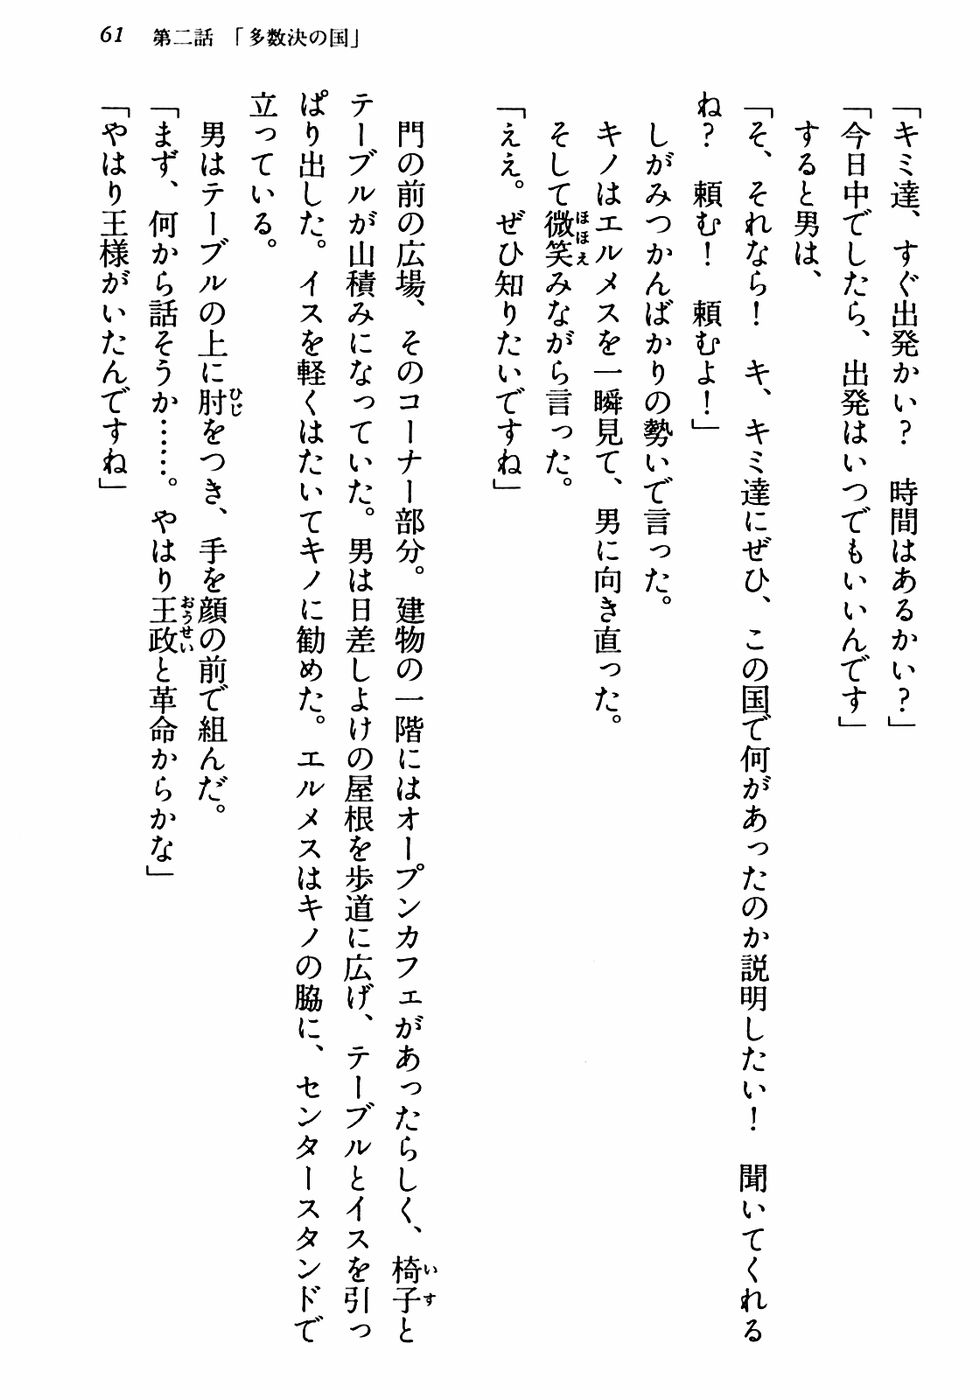 61 第二話 「多数決の国」
「キミ達、すぐ出発かい？　時間はあるかい？」
「今日中でしたら、出発はいつでもいいんです」
すると男は、
「そ、それなら！　キ、キミ達にぜひ、この国で何があったのか説明したい！　聞いてくれる
ね？　頼む！　頼むよ！」
しがみつかんばかりの勢いで言った。
キノはエルメスを一瞬見て、男に向き直った。
そして微笑みながら言った。
「ええ。ぜひ知りたいですね」
門の前の広場、そのコーナー部分。建物の一階にはオープンカフェがあったらしく、椅子と
テーブルが山積みになっていた。男は日差しよけの屋根を歩道に広げ、テーブルとイスを引っ
ぱり出した。イスを軽くはたいてキノに勧めた。エルメスはキノの脇に、センタースタンドで
立っている。
男はテーブルの上に肘をつき、手を顔の前で組んだ。
「まず、何から話そうか……。やはり王政と革命からかな」
「やはり王様がいたんですね」